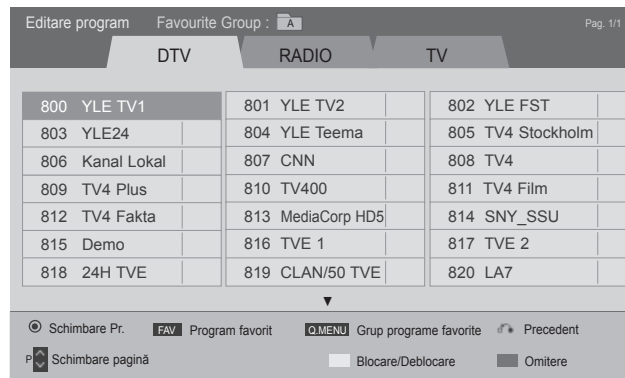 Editare program Favourite Group : A Pag. 1/1
DTV RADIO TV
800 YLE TV1 801 YLE TV2 802 YLE FST
803 YLE24 804 YLE Teema 805 TV4 Stockholm
806 Kanal Lokal 807 CNN 808 TV4
809 TV4 Plus 810 TV400 811 TV4 Film
812 TV4 Fakta 813 MediaCorp HD5 814 SNY_SSU
815 Demo 816 TVE 1 817 TVE 2
818 24H TVE 819 CLAN/50 TVE 820 LA7
Schimbare Pr. FAV Program favorit Q.MENU Grup programe favorite Precedent
P Schimbare pagină Blocare/Deblocare Omitere